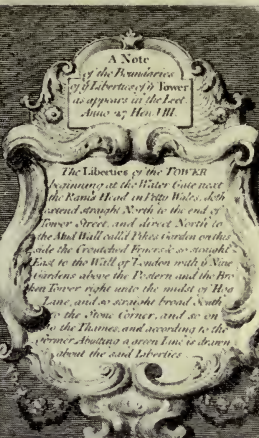 A Note
of the Boundaries
of yͤ Liberties of yͤ Tower
as appears in the Leet
Anno 27 Hen VIII.
The Liberties of the TOWER
beginning at the Water Gate next
the Rams Head in Petty Wales, doth
extend straight North to the end of
Tower Street, and direct North to
the Mud Wall call'd Pikes Garden on this
side the Croutched Friers, & so straight
East to the Wall of London with yͤ Nine
Gardens above the Postern and the Bro
ken Tower right unto the midst of Hog
Lane, and so straight broad South
to the Stone Corner, and so on
to the Thames, and according to the
former Abutting a green Line is drawn
about the said Liberties